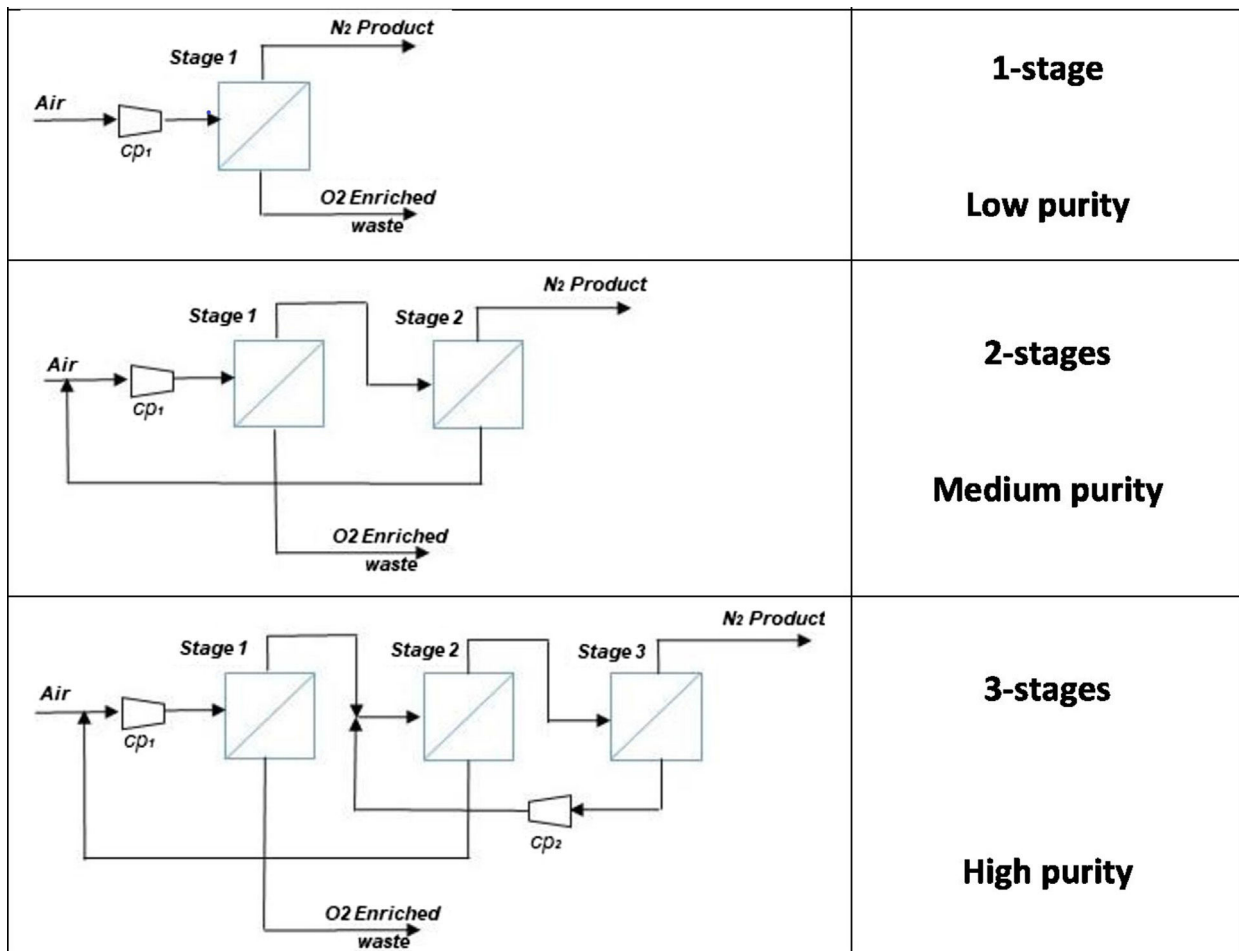 N2 Product
Stage 1
Air
cp1
O2 Enriched
waste
1-stage
Low purity
N2 Product
Stage 1
Stage 2
Air
cp1
O2 Enriched
waste
2-stages
Medium purity
N2 Product
Stage 1
Stage 2
Stage 3
Air
cp1
cp2
O2 Enriched
waste
3-stages
High purity